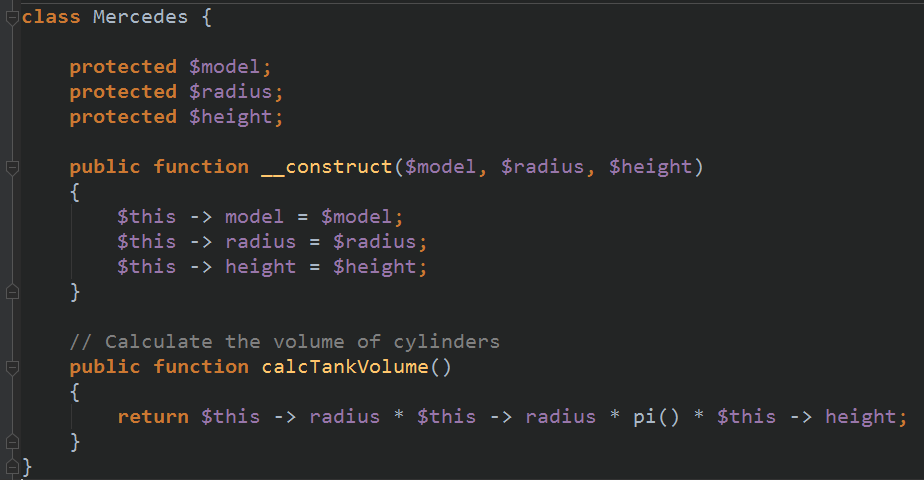 class Mercedes {
protected $model;
protected $radius;
protected $height;
public function __construct($model, $radius, $height)
{
$this -> model = $model;
$this -> radius = $radius;
$this -> height = $height;
}
// Calculate the volume of cylinders
public function calcTankVolume()
{
return $this -> radius * $this -> radius * pi() * $this -> height;
}
}